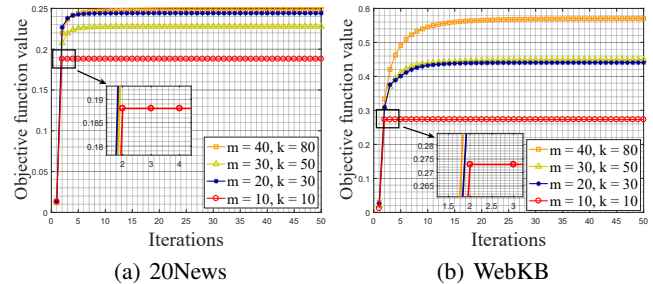 Objective function value
0.25
0.2
0.15
0.1
0.05
0
0.19
0.185
0.18
2 3 4
m = 40, k = 80
m = 30, k = 50
m = 20, k = 30
m = 10, k = 10
5 10 15 20 25 30 35 40 45 50
Iterations
(a) 20News
Objective function value
0.6
0.5
0.4
0.3
0.2
0.1
0
0.28
0.275
0.27
0.265
1.5 2 2.5 3
m = 40, k = 80
m = 30, k = 50
m = 20, k = 30
m = 10, k = 10
0 5 10 15 20 25 30 35 40 45 50
Iterations
(b) WebKB